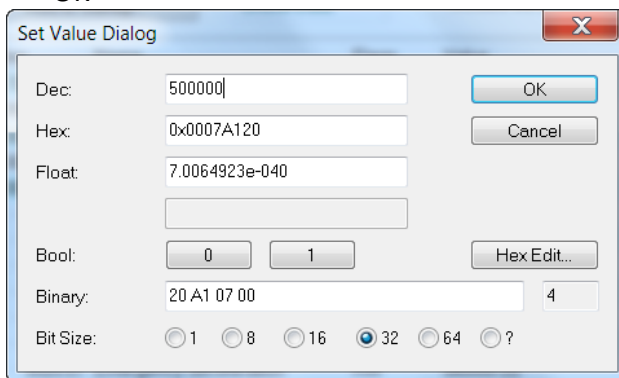 Set Value Dialog
X
Dec: 500000 OK
Hex: 0x0007A120 Cancel
Float: 7.0064923e-040
Bool: 0 1 Hex Edit...
Binary: 20 A1 07 00 4
Bit Size: 1 8 16 32 64 ?